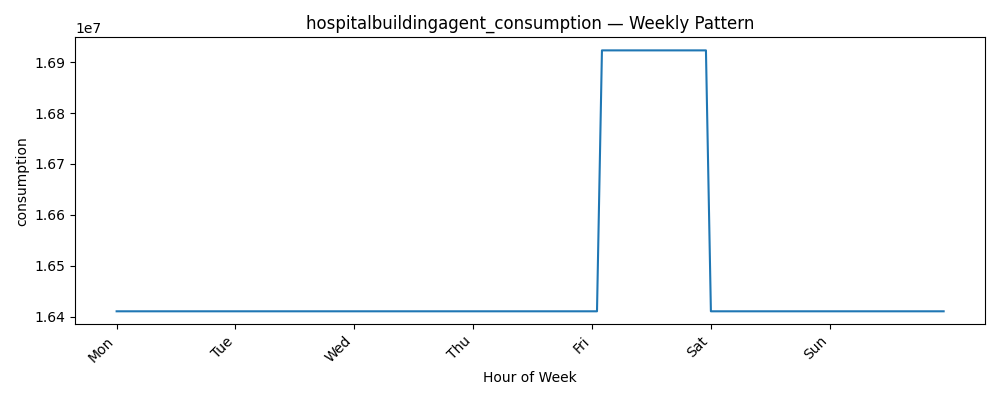 hospitalbuildingagent_consumption — Weekly Pattern
1e7
1.69
1.68
1.67
1.66
1.65
1.64
consumption
Mon
Tue
Wed
Thu
Fri
Sat
Sun
Hour of Week